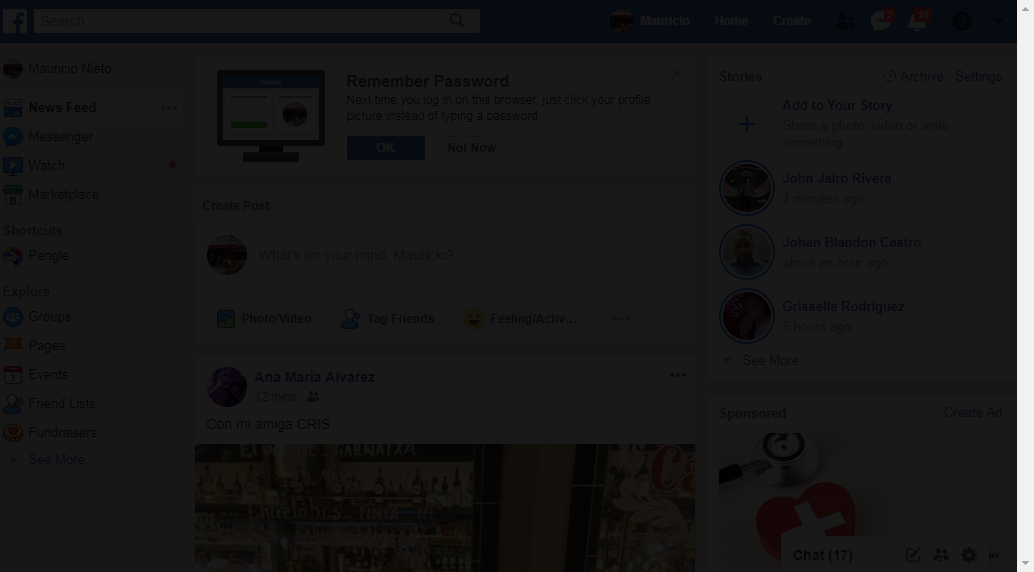 f
Search
Mauricio
Home
Create
2
10
?
Mauricio Nieto
News Feed
Messenger
Watch
Marketplace
Shortcuts
Pengle
Explore
Groups
Pages
1
Events
Friend Lists
Fundraisers
See More...
Remember Password
Next time you log in on this browser, just click your profile
picture instead of typing a password.
OK
Not Now
Create Post
What's on your mind, Mauricio?
Photo/Video
Tag Friends
Feeling/Activ...
Ana Maria Alvarez
12 mins
Con mi amiga CRIS
Stories
Archive
Settings
Add to Your Story
Share a photo, video or write
something
John Jairo Rivera
7 minutes ago
Johan Blandon Castro
about an hour ago
Grisselle Rodriguez
5 hours ago
See More
Sponsored
Create Ad
Chat (17)